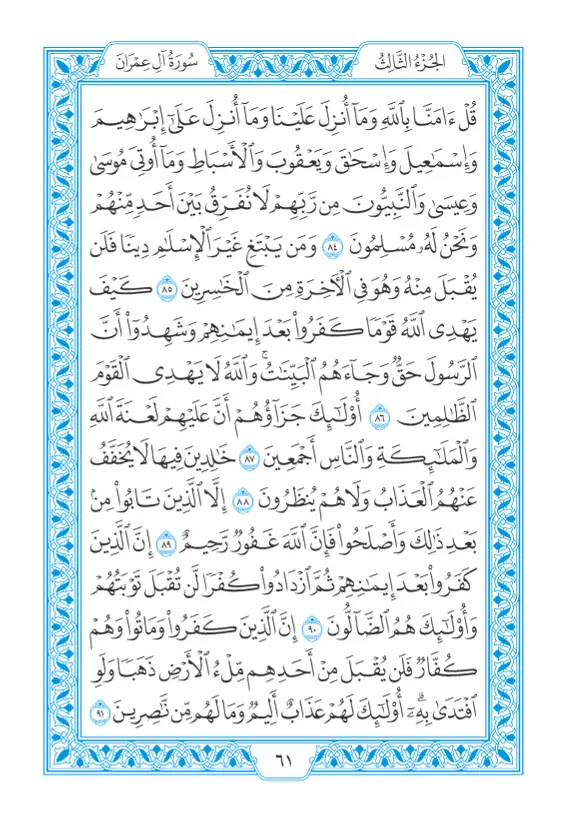 سُورَةُ آلِ عِمْرَانَ الجُزْءُ الثَّالِثُ
قُلْ ءَامَنَّا بِٱللَّهِ وَمَآ أُنزِلَ عَلَيْنَا وَمَآ أُنزِلَ عَلَىٰٓ إِبْرَٰهِيمَ
وَإِسْمَٰعِيلَ وَإِسْحَٰقَ وَيَعْقُوبَ وَٱلْأَسْبَاطِ وَمَآ أُوتِىَ مُوسَىٰ
وَعِيسَىٰ وَٱلنَّبِيُّونَ مِن رَّبِّهِمْ لَا نُفَرِّقُ بَيْنَ أَحَدٍ مِّنْهُمْ
وَنَحْنُ لَهُۥ مُسْلِمُونَ ٨٤ وَمَن يَبْتَغِ غَيْرَ ٱلْإِسْلَٰمِ دِينًا فَلَن
يُقْبَلَ مِنْهُ وَهُوَ فِى ٱلْءَاخِرَةِ مِنَ ٱلْخَٰسِرِينَ ٨٥ كَيْفَ
يَهْدِى ٱللَّهُ قَوْمًا كَفَرُوا۟ بَعْدَ إِيمَٰنِهِمْ وَشَهِدُوٓا۟ أَنَّ
ٱلرَّسُولَ حَقٌّ وَجَآءَهُمُ ٱلْبَيِّنَٰتُ ۚ وَٱللَّهُ لَا يَهْدِى ٱلْقَوْمَ
ٱلظَّٰلِمِينَ ٨٦ أُو۟لَٰٓئِكَ جَزَآؤُهُمْ أَنَّ عَلَيْهِمْ لَعْنَةَ ٱللَّهِ
وَٱلْمَلَٰٓئِكَةِ وَٱلنَّاسِ أَجْمَعِينَ ٨٧ خَٰلِدِينَ فِيهَا لَا يُخَفَّفُ
عَنْهُمُ ٱلْعَذَابُ وَلَا هُمْ يُنظَرُونَ ٨٨ إِلَّا ٱلَّذِينَ تَابُوا۟ مِنۢ
بَعْدِ ذَٰلِكَ وَأَصْلَحُوا۟ فَإِنَّ ٱللَّهَ غَفُورٌ رَّحِيمٌ ٨٩ إِنَّ ٱلَّذِينَ
كَفَرُوا۟ بَعْدَ إِيمَٰنِهِمْ ثُمَّ ٱزْدَادُوا۟ كُفْرًا لَّن تُقْبَلَ تَوْبَتُهُمْ
وَأُو۟لَٰٓئِكَ هُمُ ٱلضَّآلُّونَ ٩٠ إِنَّ ٱلَّذِينَ كَفَرُوا۟ وَمَاتُوا۟ وَهُمْ
كُفَّارٌ فَلَن يُقْبَلَ مِنْ أَحَدِهِم مِّلْءُ ٱلْأَرْضِ ذَهَبًا وَلَوِ
ٱفْتَدَىٰ بِهِۦٓ ۗ أُو۟لَٰٓئِكَ لَهُمْ عَذَابٌ أَلِيمٌ وَمَا لَهُم مِّن نَّٰصِرِينَ ٩١
٦١